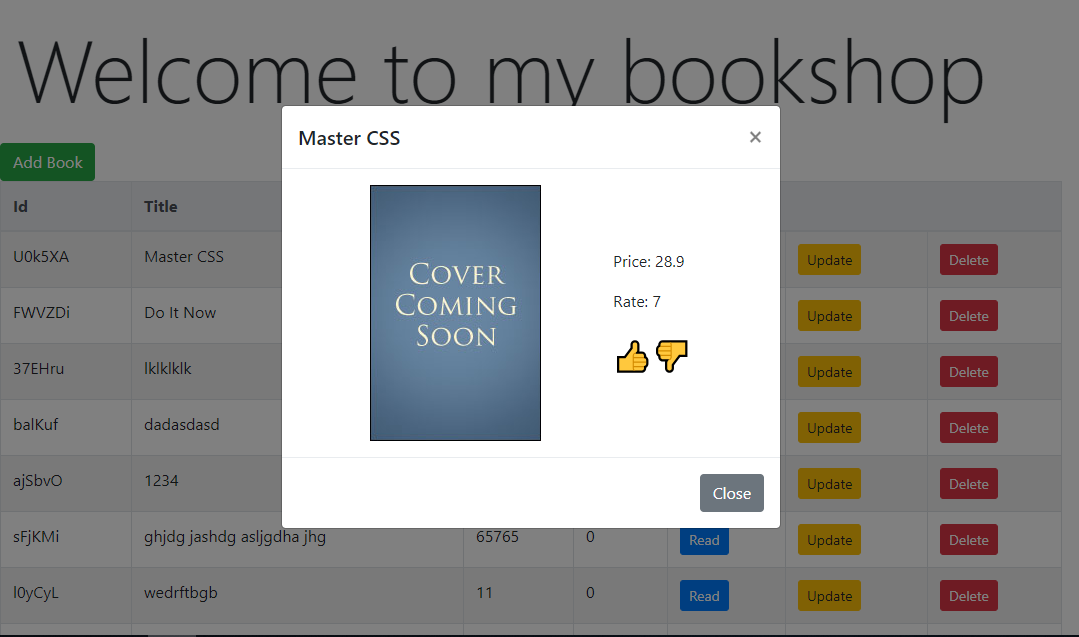 Welcome to my bookshop
Add Book
Master CSS ×
COVER
COMING
SOON
Price: 28.9
Rate: 7
Close
Id Title
U0k5XA Master CSS Update Delete
FWVZDi Do It Now Update Delete
37EHru lklklklk Update Delete
balKuf dadasdasd Update Delete
ajSbvO 1234 Update Delete
sFjKMi ghjdg jashdg asljgdha jhg 65765 0 Read Update Delete
l0yCyL wedrftbgb 11 0 Read Update Delete